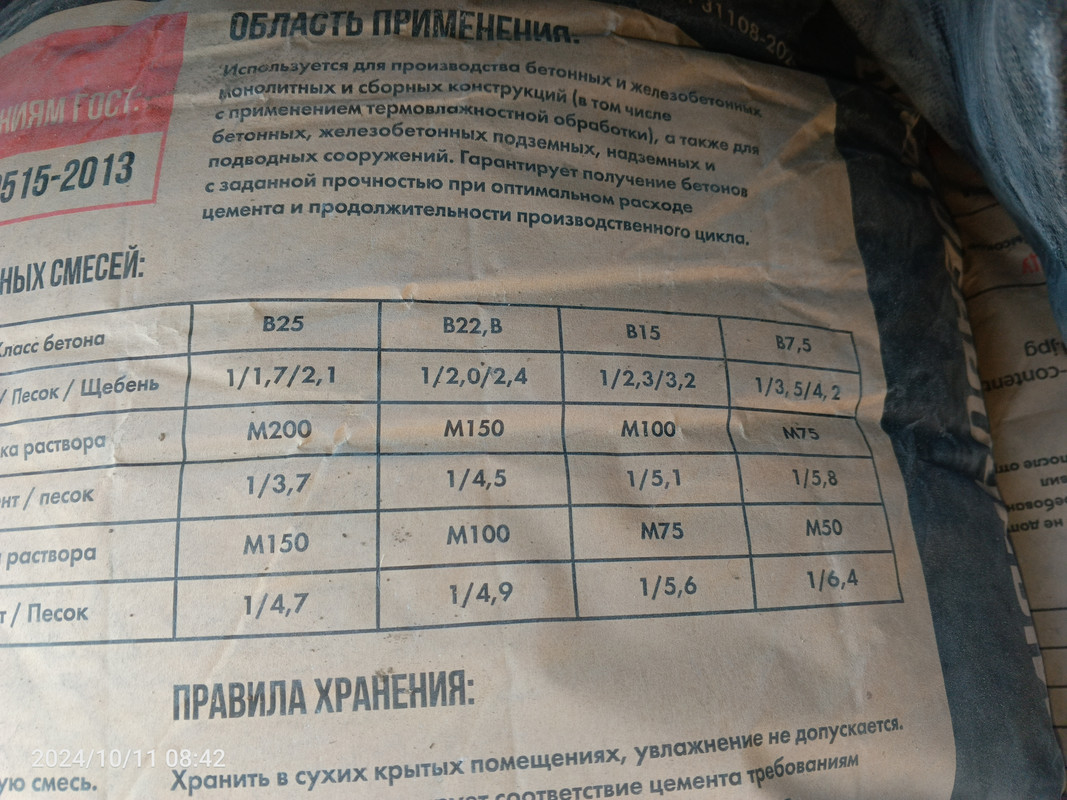 31108-202
ОБЛАСТЬ ПРИМЕНЕНИЯ:
Используется для производства бетонных и железобетонных
монолитных и сборных конструкций (в том числе
с применением термовлажностной обработки), а также для
бетонных, железобетонных подземных, надземных и
подводных сооружений. Гарантирует получение бетонов
с заданной прочностью при оптимальном расходе
цемента и продолжительности производственного цикла.
НИЯМ ГОСТ:
515-2013
НЫХ СМЕСЕЙ:
Класс бетона B25 B22,B B15 B7,5
/ Песок / Щебень 1/1,7/2,1 1/2,0/2,4 1/2,3/3,2 1/3,5/4,2
ка раствора М200 М150 М100 М75
нт / песок 1/3,7 1/4,5 1/5,1 1/5,8
раствора М150 М100 М75 М50
т / Песок 1/4,7 1/4,9 1/5,6 1/6,4
ПРАВИЛА ХРАНЕНИЯ:
Хранить в сухих крытых помещениях, увлажнение не допускается.
соответствие цемента требованиям
ую смесь.
2024/10/11 08:42